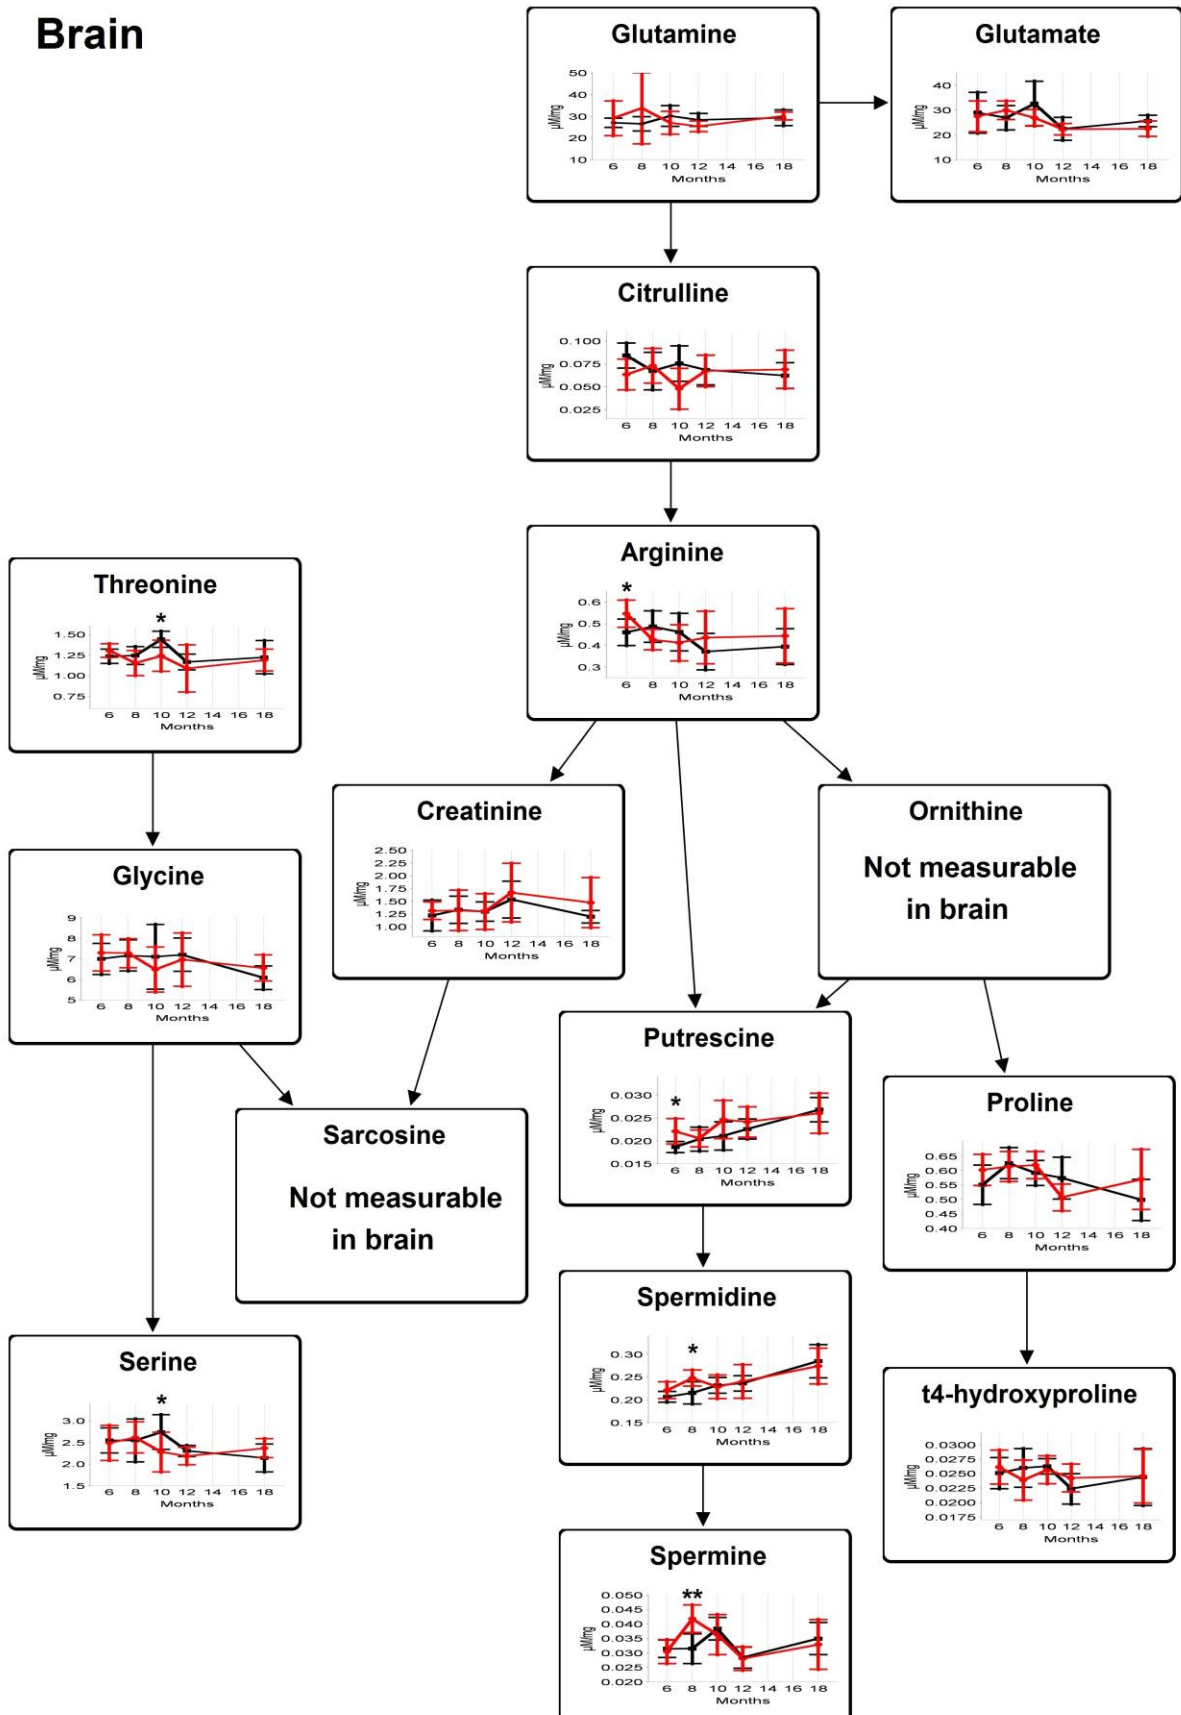 Brain
Glutamine
50
40
30
20
10
µM/mg
6 8 10 12 14 16 18
Months
Glutamate
40
30
20
10
µM/mg
6 8 10 12 14 16 18
Months
Citrulline
0.100
0.075
0.050
0.025
µM/mg
6 8 10 12 14 16 18
Months
Threonine
*
1.50
1.25
1.00
0.75
µM/mg
6 8 10 12 14 16 18
Months
Arginine
*
0.6
0.5
0.4
0.3
µM/mg
6 8 10 12 14 16 18
Months
Creatinine
2.50
2.25
2.00
1.75
1.50
1.25
1.00
µM/mg
6 8 10 12 14 16 18
Months
Ornithine
Not measurable
in brain
Glycine
9
8
7
6
5
µM/mg
6 8 10 12 14 16 18
Months
Sarcosine
Not measurable
in brain
Putrescine
*
0.030
0.025
0.020
0.015
µM/mg
6 8 10 12 14 16 18
Months
Proline
0.65
0.60
0.55
0.50
0.45
0.40
µM/mg
6 8 10 12 14 16 18
Months
Serine
*
3.0
2.5
2.0
1.5
µM/mg
6 8 10 12 14 16 18
Months
Spermidine
*
0.30
0.25
0.20
0.15
µM/mg
6 8 10 12 14 16 18
Months
t4-hydroxyproline
0.0300
0.0275
0.0250
0.0225
0.0200
0.0175
µM/mg
6 8 10 12 14 16 18
Months
Spermine
**
0.050
0.045
0.040
0.035
0.030
0.025
0.020
µM/mg
6 8 10 12 14 16 18
Months